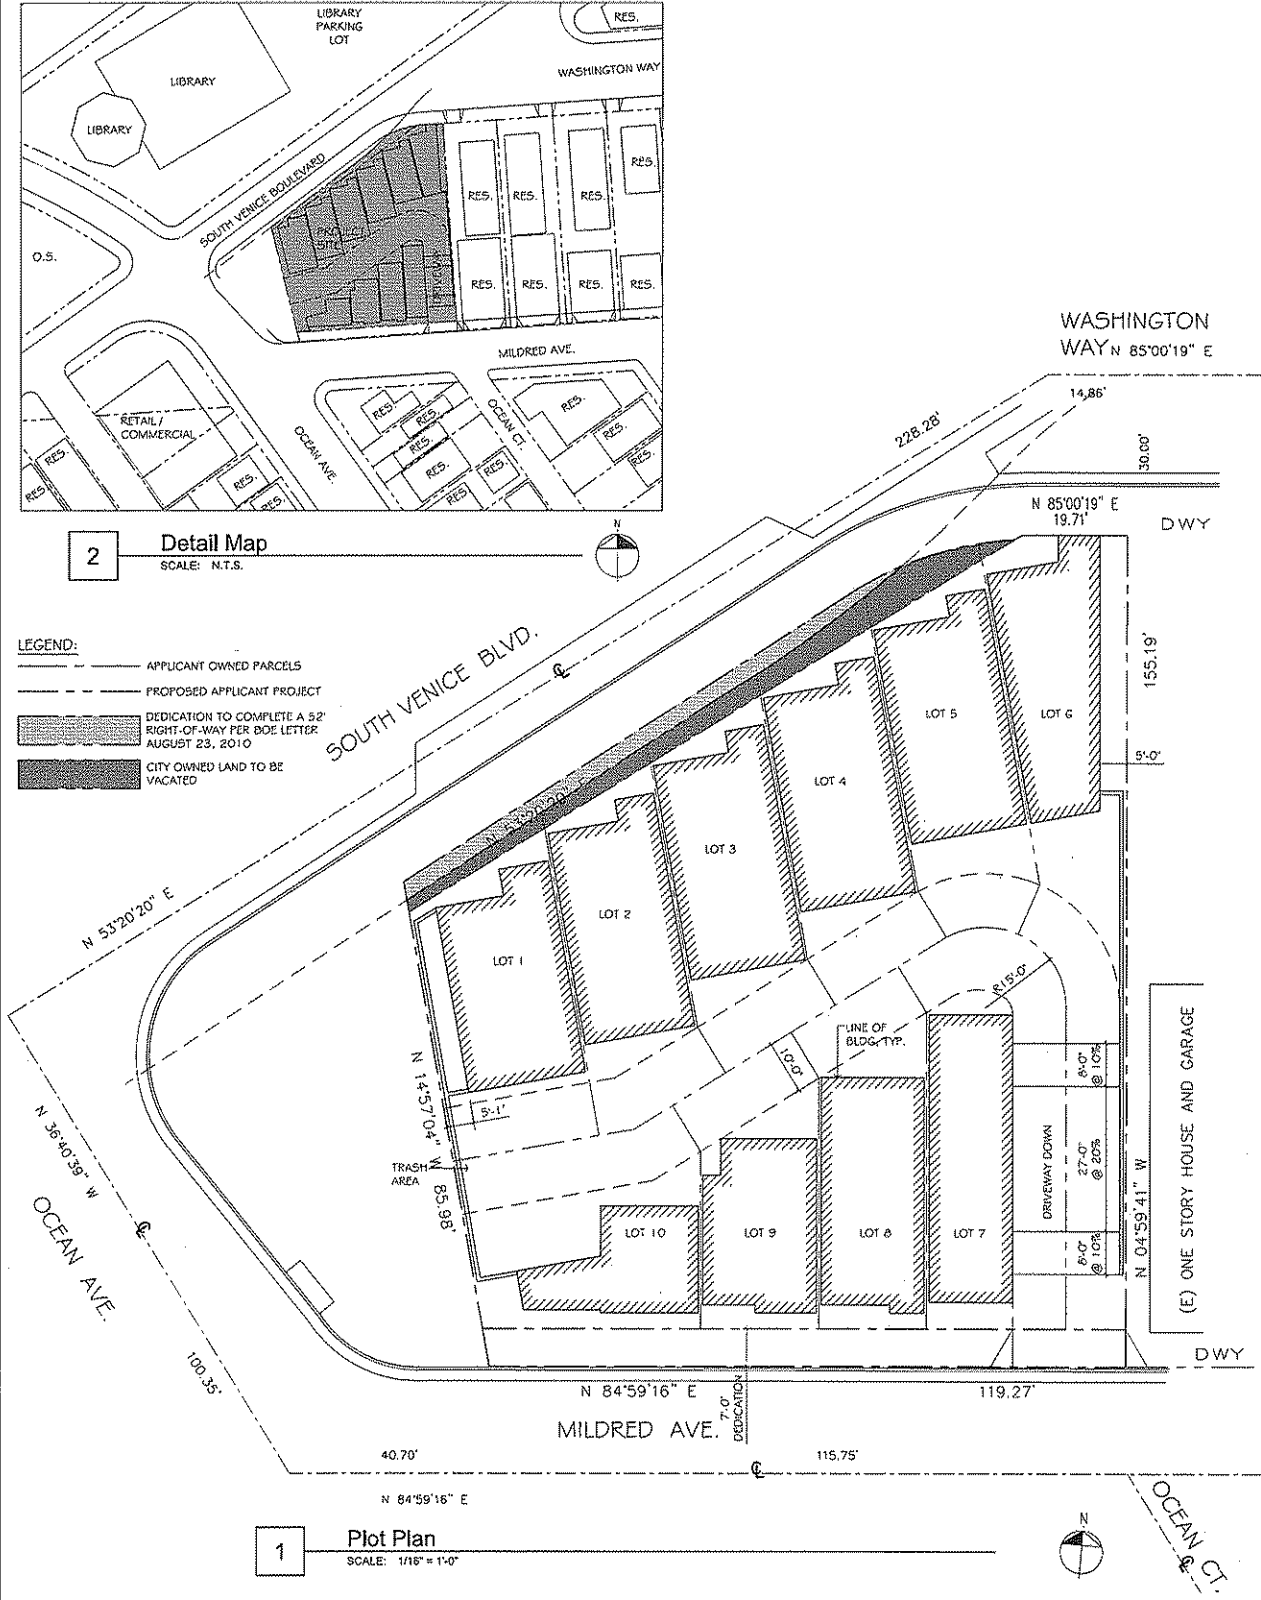 LIBRARY
PARKING
LOT
RES.
WASHINGTON WAY
LIBRARY
LIBRARY
SOUTH VENICE BOULEVARD
RES.
RES.
RES.
RES.
O.S.
PROJECT
SITE
DRIVEWAY
RES.
RES.
RES.
RES.
MILDRED AVE.
RETAIL /
COMMERCIAL
RES.
RES.
RES.
RES.
OCEAN AVE.
RES.
RES.
RES.
RES.
RES.
RES.
OCEAN CT.
RES.
RES.
RES.
2
Detail Map
SCALE: N.T.S.
N
WASHINGTON
WAY N 85°00'19" E
14.86'
228.28'
30.00'
N 85°00'19" E
19.71'
DWY
LEGEND:
APPLICANT OWNED PARCELS
PROPOSED APPLICANT PROJECT
DEDICATION TO COMPLETE A 52'
RIGHT-OF-WAY PER BOE LETTER
AUGUST 23, 2010
CITY OWNED LAND TO BE
VACATED
SOUTH VENICE BLVD.
155.19'
5'-0"
LOT 6
LOT 5
LOT 4
LOT 3
LOT 2
LOT 1
N 53°20'20" E
R15'-0"
LINE OF
BLDG, TYP.
10'-0"
5'-1"
N 14°57'04" W 85.98'
TRASH
AREA
8'-0"
@ 10%
27'-0"
@ 20%
8'-0"
@ 10%
DRIVEWAY DOWN
N 04°59'41" W
(E) ONE STORY HOUSE AND GARAGE
LOT 10
LOT 9
LOT 8
LOT 7
N 36°40'39" W
OCEAN AVE.
100.35'
DWY
N 84°59'16" E
119.27'
MILDRED AVE.
7'-0"
DEDICATION
40.70'
115.75'
N 84°59'16" E
OCEAN CT.
1
Plot Plan
SCALE: 1/16" = 1'-0"
N